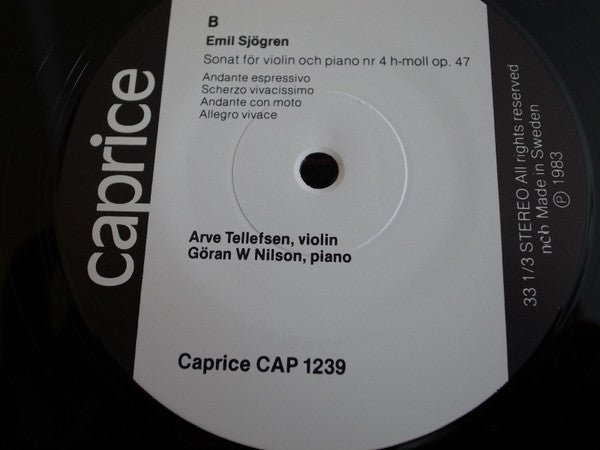 B
Emil Sjögren
Sonat för violin och piano nr 4 h-moll op. 47
Andante espressivo
Scherzo vivacissimo
Andante con moto
Allegro vivace
caprice
Arve Tellefsen, violin
Göran W Nilson, piano
Caprice CAP 1239
33 1/3 STEREO All rights reserved
ncb Made in Sweden
Ⓟ 1983